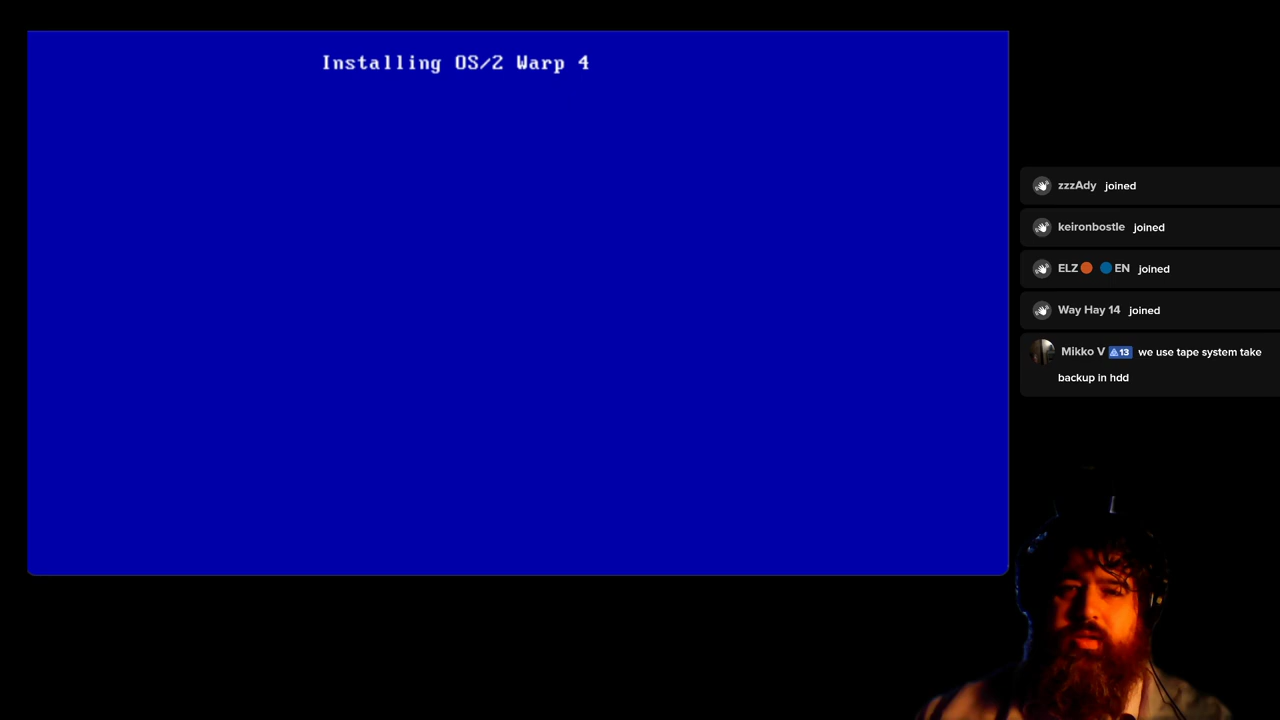 Installing OS/2 Warp 4
zzzAdy joined
keironbostle joined
ELZ EN joined
Way Hay 14 joined
Mikko V 13 we use tape system take
backup in hdd